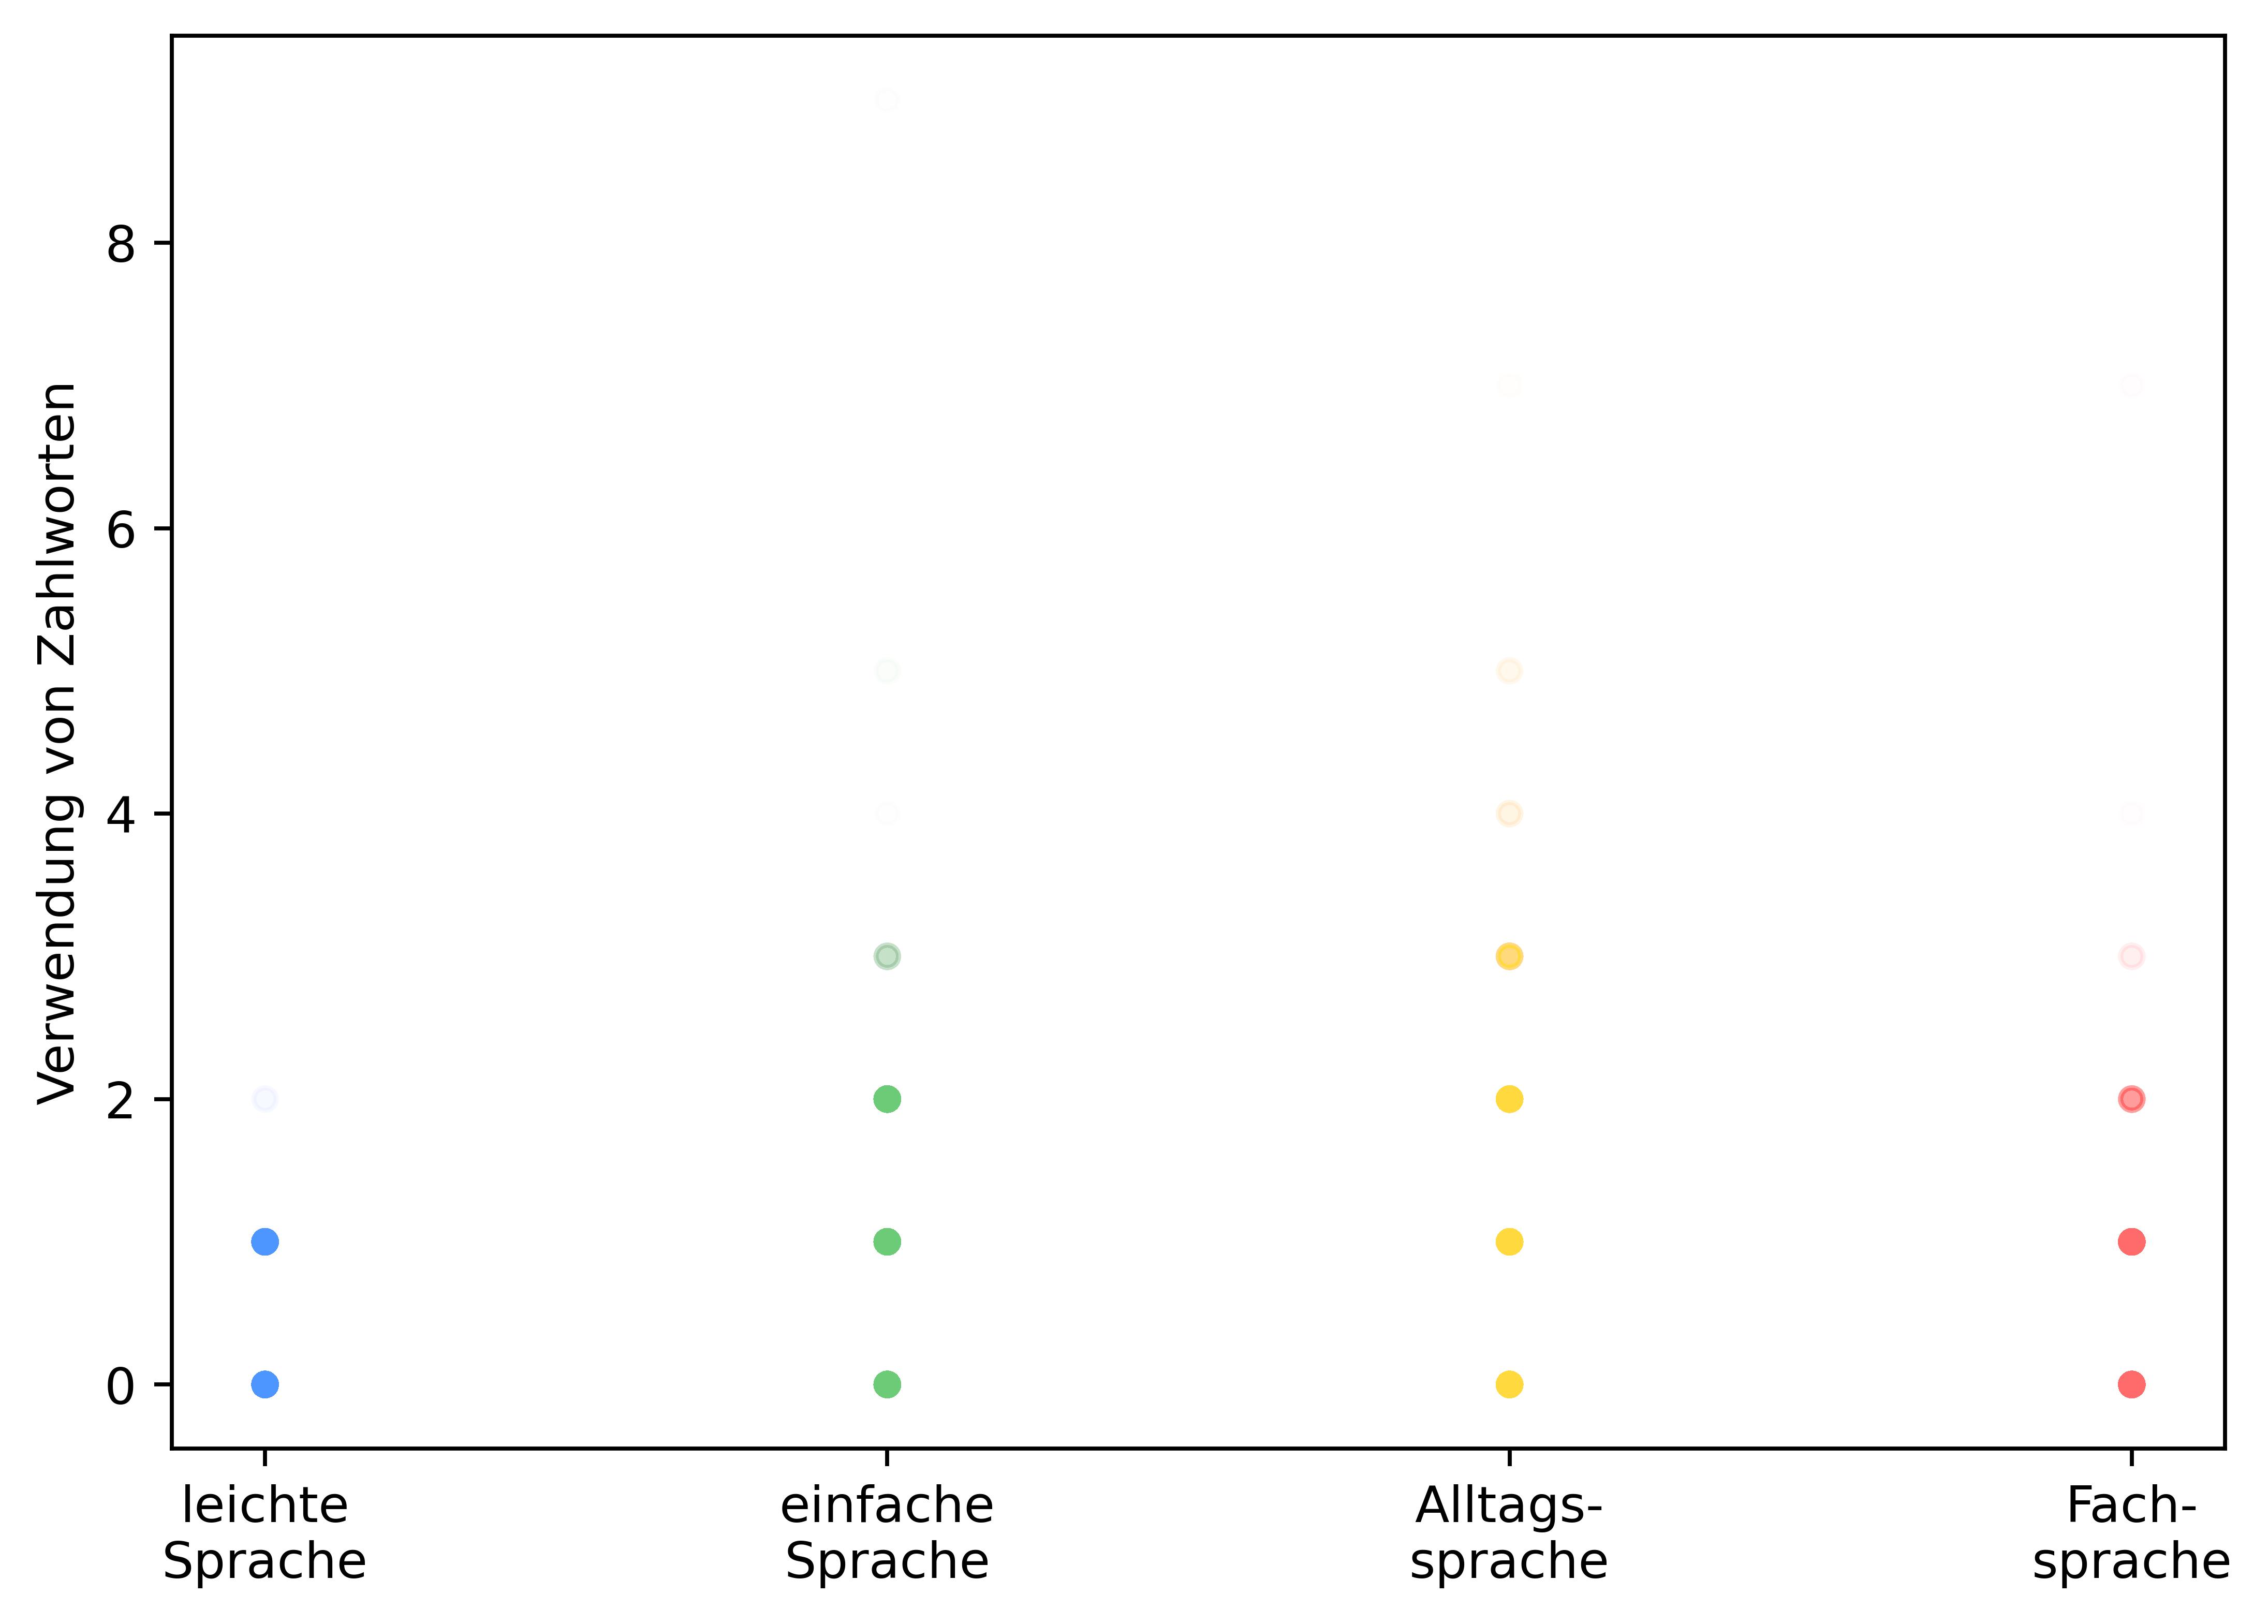 Verwendung von Zahlworten
8
6
4
2
0
leichte
Sprache
einfache
Sprache
Alltags-
sprache
Fach-
sprache